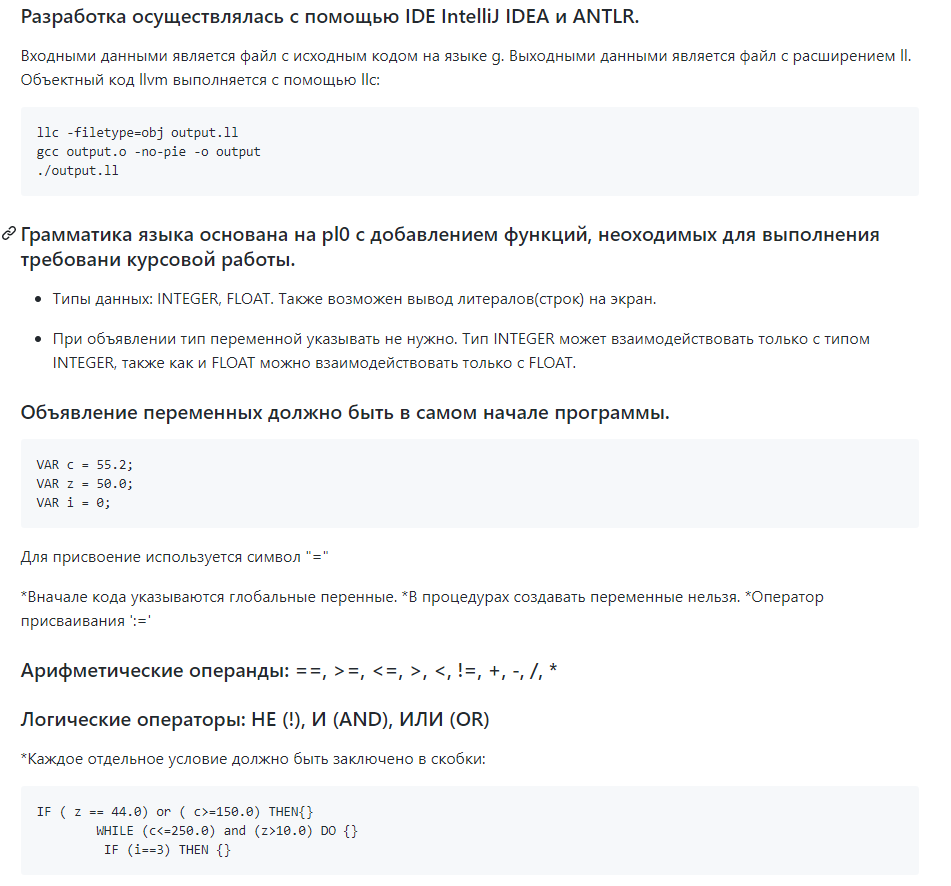 Разработка осуществлялась с помощью IDE IntelliJ IDEA и ANTLR.
Входными данными является файл с исходным кодом на языке g. Выходными данными является файл с расширением ll.
Объектный код llvm выполняется с помощью llc:
llc -filetype=obj output.ll
gcc output.o -no-pie -o output
./output.ll
Грамматика языка основана на pl0 с добавлением функций, неоходимых для выполнения
требовани курсовой работы.
• Типы данных: INTEGER, FLOAT. Также возможен вывод литералов(строк) на экран.
• При объявлении тип переменной указывать не нужно. Тип INTEGER может взаимодействовать только с типом
INTEGER, также как и FLOAT можно взаимодействовать только с FLOAT.
Объявление переменных должно быть в самом начале программы.
VAR c = 55.2;
VAR z = 50.0;
VAR i = 0;
Для присвоение используется символ "="
*Вначале кода указываются глобальные перенные. *В процедурах создавать переменные нельзя. *Оператор
присваивания ':='
Арифметические операнды: ==, >=, <=, >, <, !=, +, -, /, *
Логические операторы: НЕ (!), И (AND), ИЛИ (OR)
*Каждое отдельное условие должно быть заключено в скобки:
IF ( z == 44.0) or ( c>=150.0) THEN{}
WHILE (c<=250.0) and (z>10.0) DO {}
IF (i==3) THEN {}